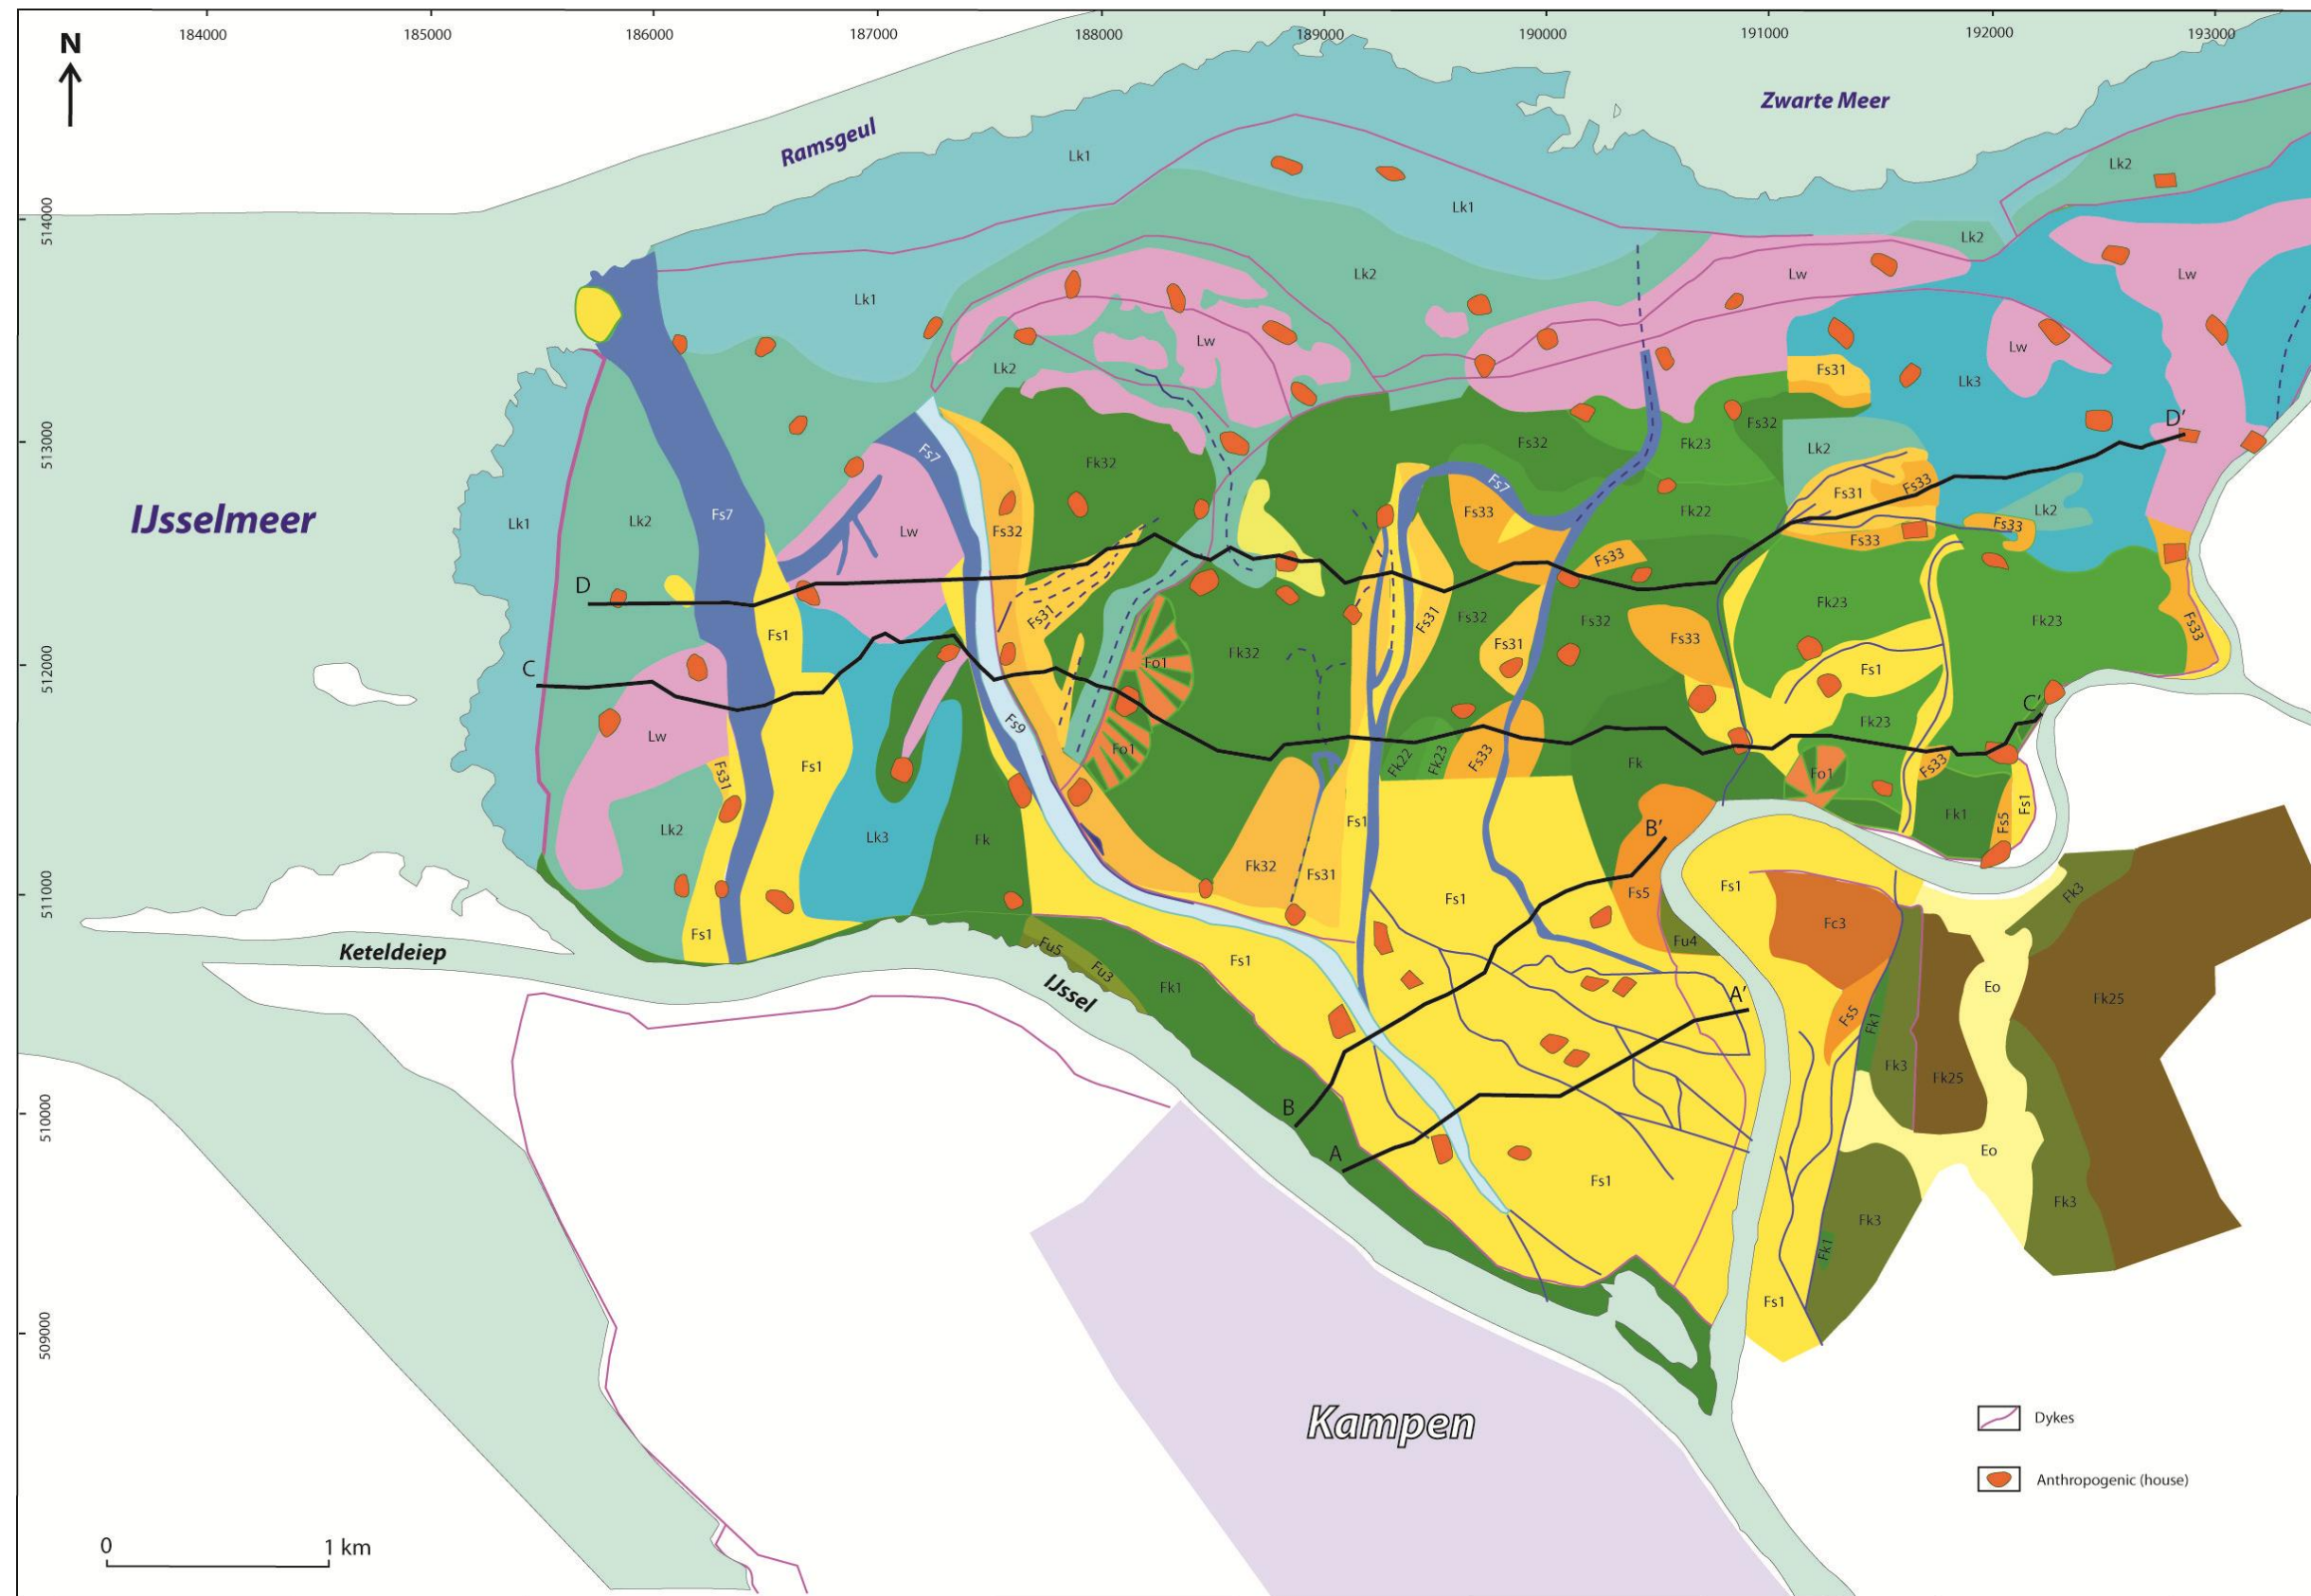 184000
185000
186000
187000
188000
189000
190000
191000
192000
193000
N
Zwarte Meer
Ramsgeul
Lk1
Lk2
514000
Lk1
Lk2
Lk2
Lw
Lw
Lk1
Lw
Lw
Lk2
Fs31
Lk3
D'
513000
Fs7
Fk32
Fs32
Fk23
Fs32
Lk2
IJsselmeer
Lk1
Lk2
Fs7
Lw
Fs32
Fs7
Fs33
Fk22
Fs31
Fs33
Lk2
Fs33
Fs33
Fs33
D
Fs31
Fs31
Fs32
Fs32
Fk23
Fk23
Fs1
Fs31
Fs33
Fs33
512000
C
Fo1
Fk32
Fs1
C'
Lw
Fs9
Fo1
Fk22
Fk23
Fs33
Fk
Fk23
Fs31
Fs1
Fo1
Fs33
Lk2
Lk3
Fk
Fs1
B'
Fk1
Fs5
Fs1
511000
Fk32
Fs31
Fs1
Fs5
Fs1
Fk3
Fs1
Fc3
Fu4
Keteldeiep
Fu5
Fu3
Fs1
IJssel
Fk1
Eo
Fk25
A'
Fs5
Fk1
Fk3
Fk25
510000
B
A
Eo
Fs1
Fk3
Fk3
Fk1
509000
Fs1
Kampen
Dykes
Anthropogenic (house)
0
1 km